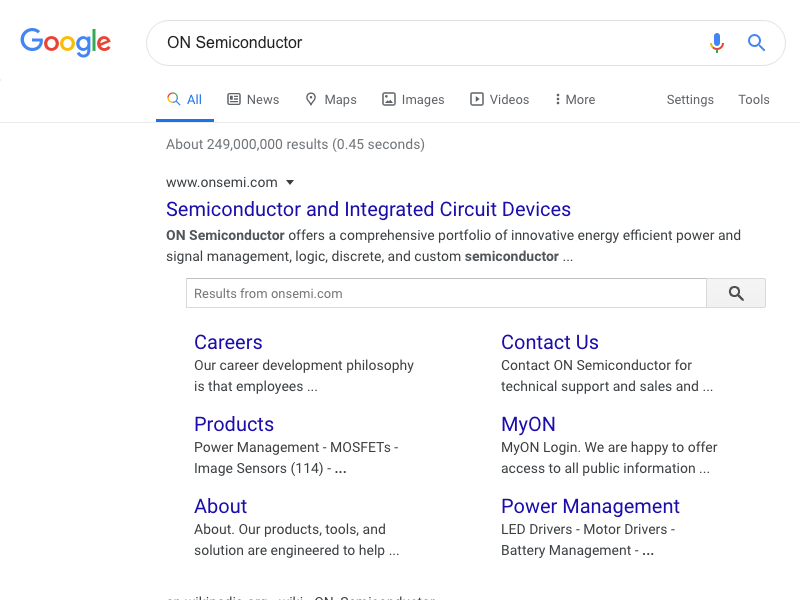 Google
ON Semiconductor
All News Maps Images Videos More Settings Tools
About 249,000,000 results (0.45 seconds)
www.onsemi.com
Semiconductor and Integrated Circuit Devices
ON Semiconductor offers a comprehensive portfolio of innovative energy efficient power and
signal management, logic, discrete, and custom semiconductor ...
Results from onsemi.com
Careers
Our career development philosophy
is that employees ...
Contact Us
Contact ON Semiconductor for
technical support and sales and ...
Products
Power Management - MOSFETs -
Image Sensors (114) - ...
MyON
MyON Login. We are happy to offer
access to all public information ...
About
About. Our products, tools, and
solution are engineered to help ...
Power Management
LED Drivers - Motor Drivers -
Battery Management - ...